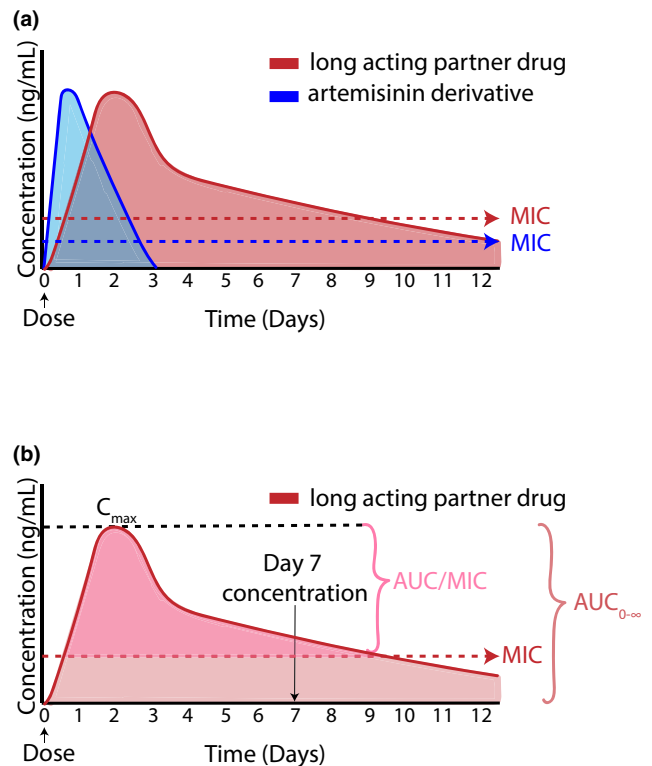 (a)
Concentration (ng/mL)
long acting partner drug
artemisinin derivative
MIC
MIC
0 1 2 3 4 5 6 7 8 9 10 11 12
Dose
Time (Days)
(b)
Concentration (ng/mL)
long acting partner drug
Cmax
Day 7
concentration
AUC/MIC
AUC0-∞
MIC
0 1 2 3 4 5 6 7 8 9 10 11 12
Dose
Time (Days)